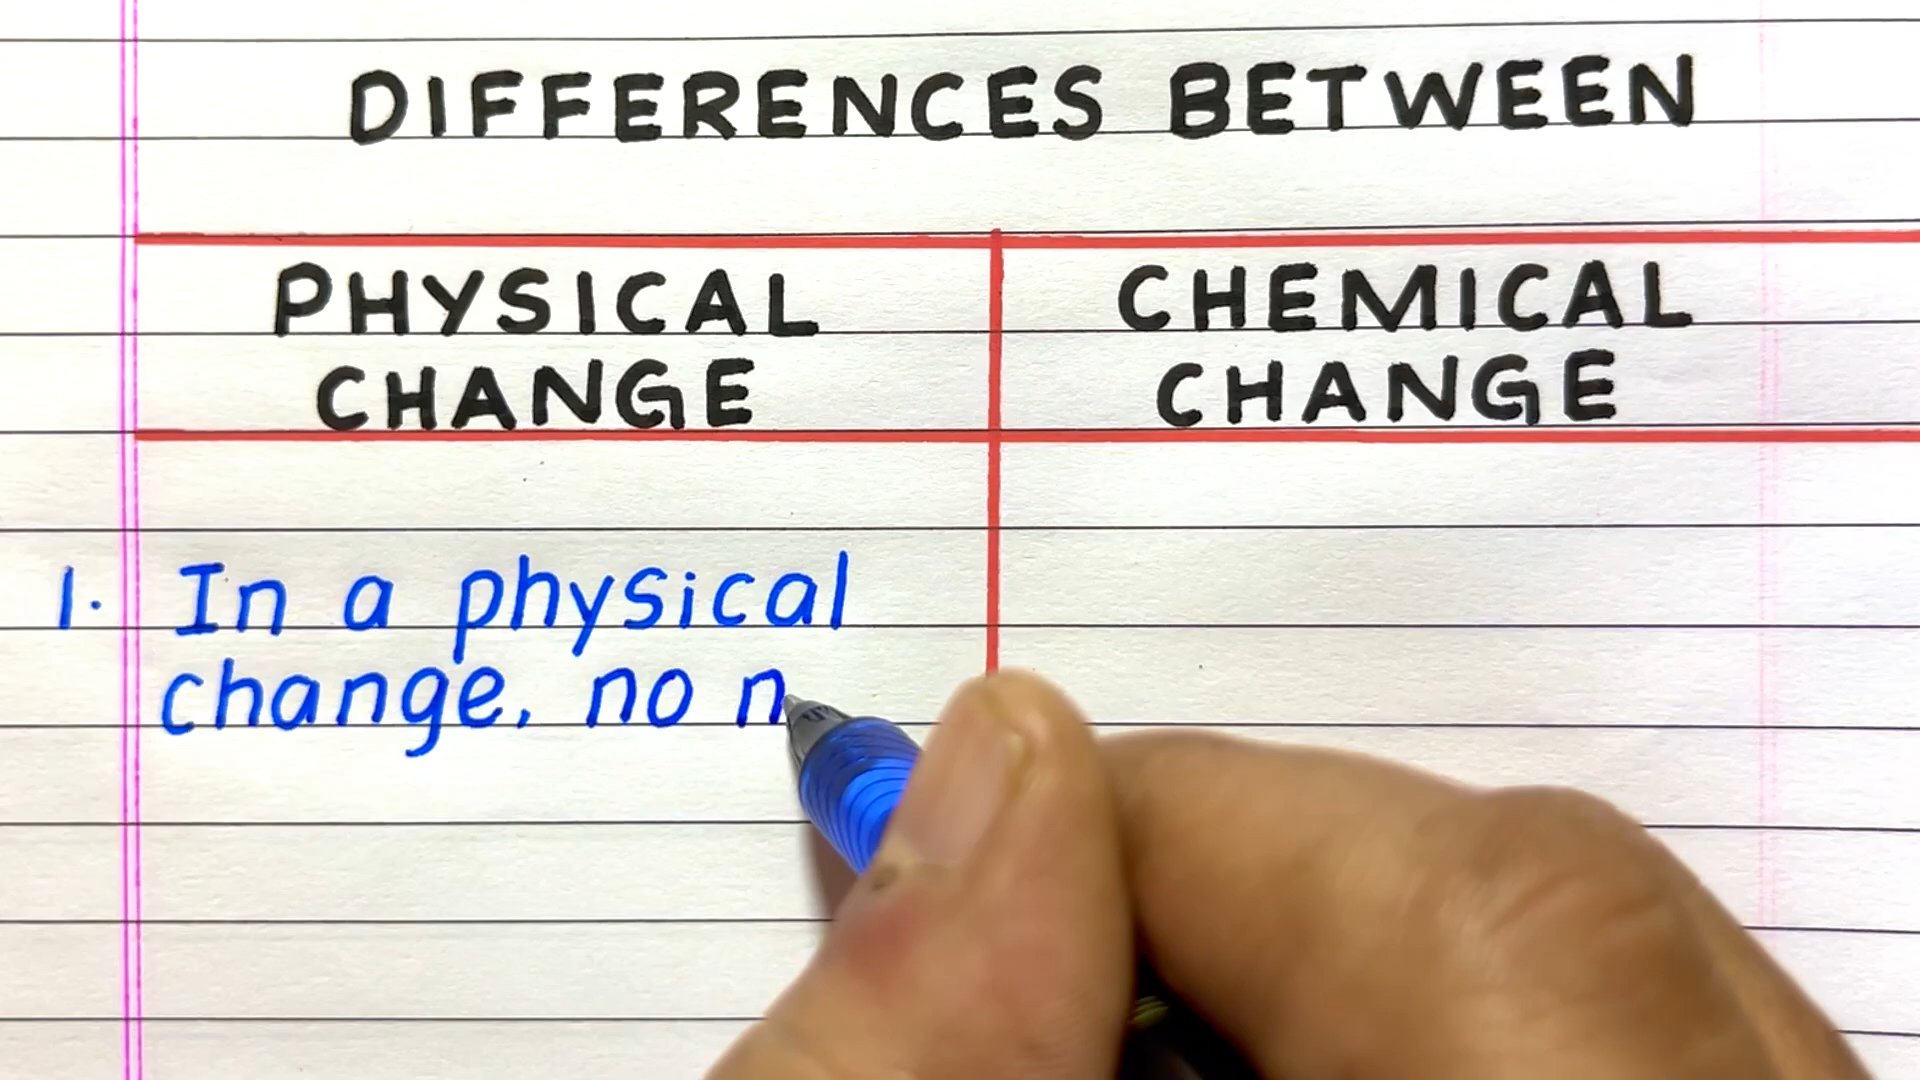 DIFFERENCES BETWEEN
PHYSICAL
CHANGE
CHEMICAL
CHANGE
1. In a physical
change, no n